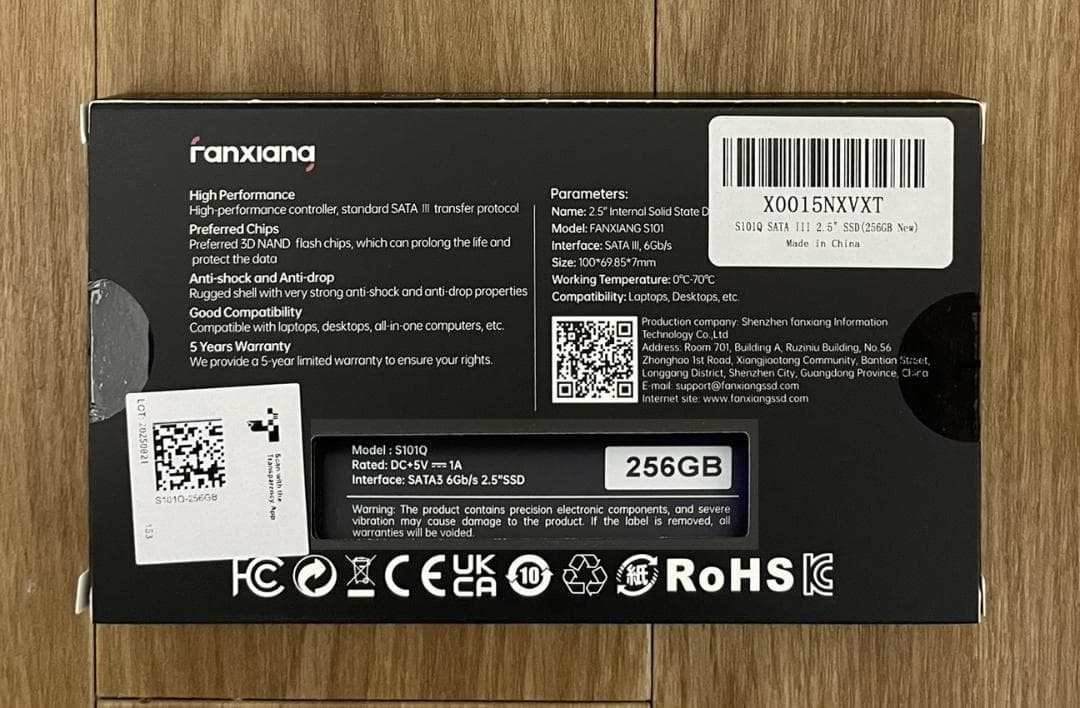 fanxiang
High Performance
High-performance controller, standard SATA III transfer protocol
Preferred Chips
Preferred 3D NAND flash chips, which can prolong the life and
protect the data
Anti-shock and Anti-drop
Rugged shell with very strong anti-shock and anti-drop properties
Good Compatibility
Compatible with laptops, desktops, all-in-one computers, etc.
5 Years Warranty
We provide a 5-year limited warranty to ensure your rights.
Parameters:
Name: 2.5" Internal Solid State D
Model: FANXIANG S101
Interface: SATA III, 6Gb/s
Size: 100*69.85*7mm
Working Temperature: 0°C-70°C
Compatibility: Laptops, Desktops, etc.
X0015NXVXT
S101Q SATA III 2.5" SSD(256GB New)
Made in China
Production company: Shenzhen fanxiang Information
Technology Co.,Ltd
Address: Room 701, Building A, Ruziniu Building, No.56
Zhonghao 1st Road, Xiangjiaotang Community, Bantian Street,
Longgang District, Shenzhen City, Guangdong Province, China
E-mail: support@fanxiangssd.com
Internet site: www.fanxiangssd.com
LOT: 20250821
153
S101Q-256GB
Scan with the
Transparency App
Model : S101Q
Rated: DC+5V ⎓ 1A
Interface: SATA3 6Gb/s 2.5"SSD
256GB
Warning: The product contains precision electronic components, and severe
vibration may cause damage to the product. If the label is removed, all
warranties will be voided.
FC CE UK
CA 10 紙 RoHS KC